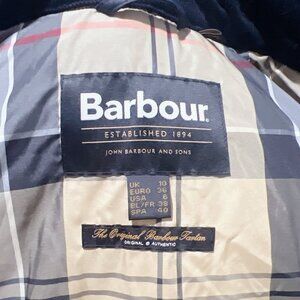 Barbour.
ESTABLISHED 1894
JOHN BARBOUR AND SONS
UK 10
EURO 36
USA 6
BL/FR 38
SPA 40
The Original Barbour Tartan
ORIGINAL & AUTHENTIC